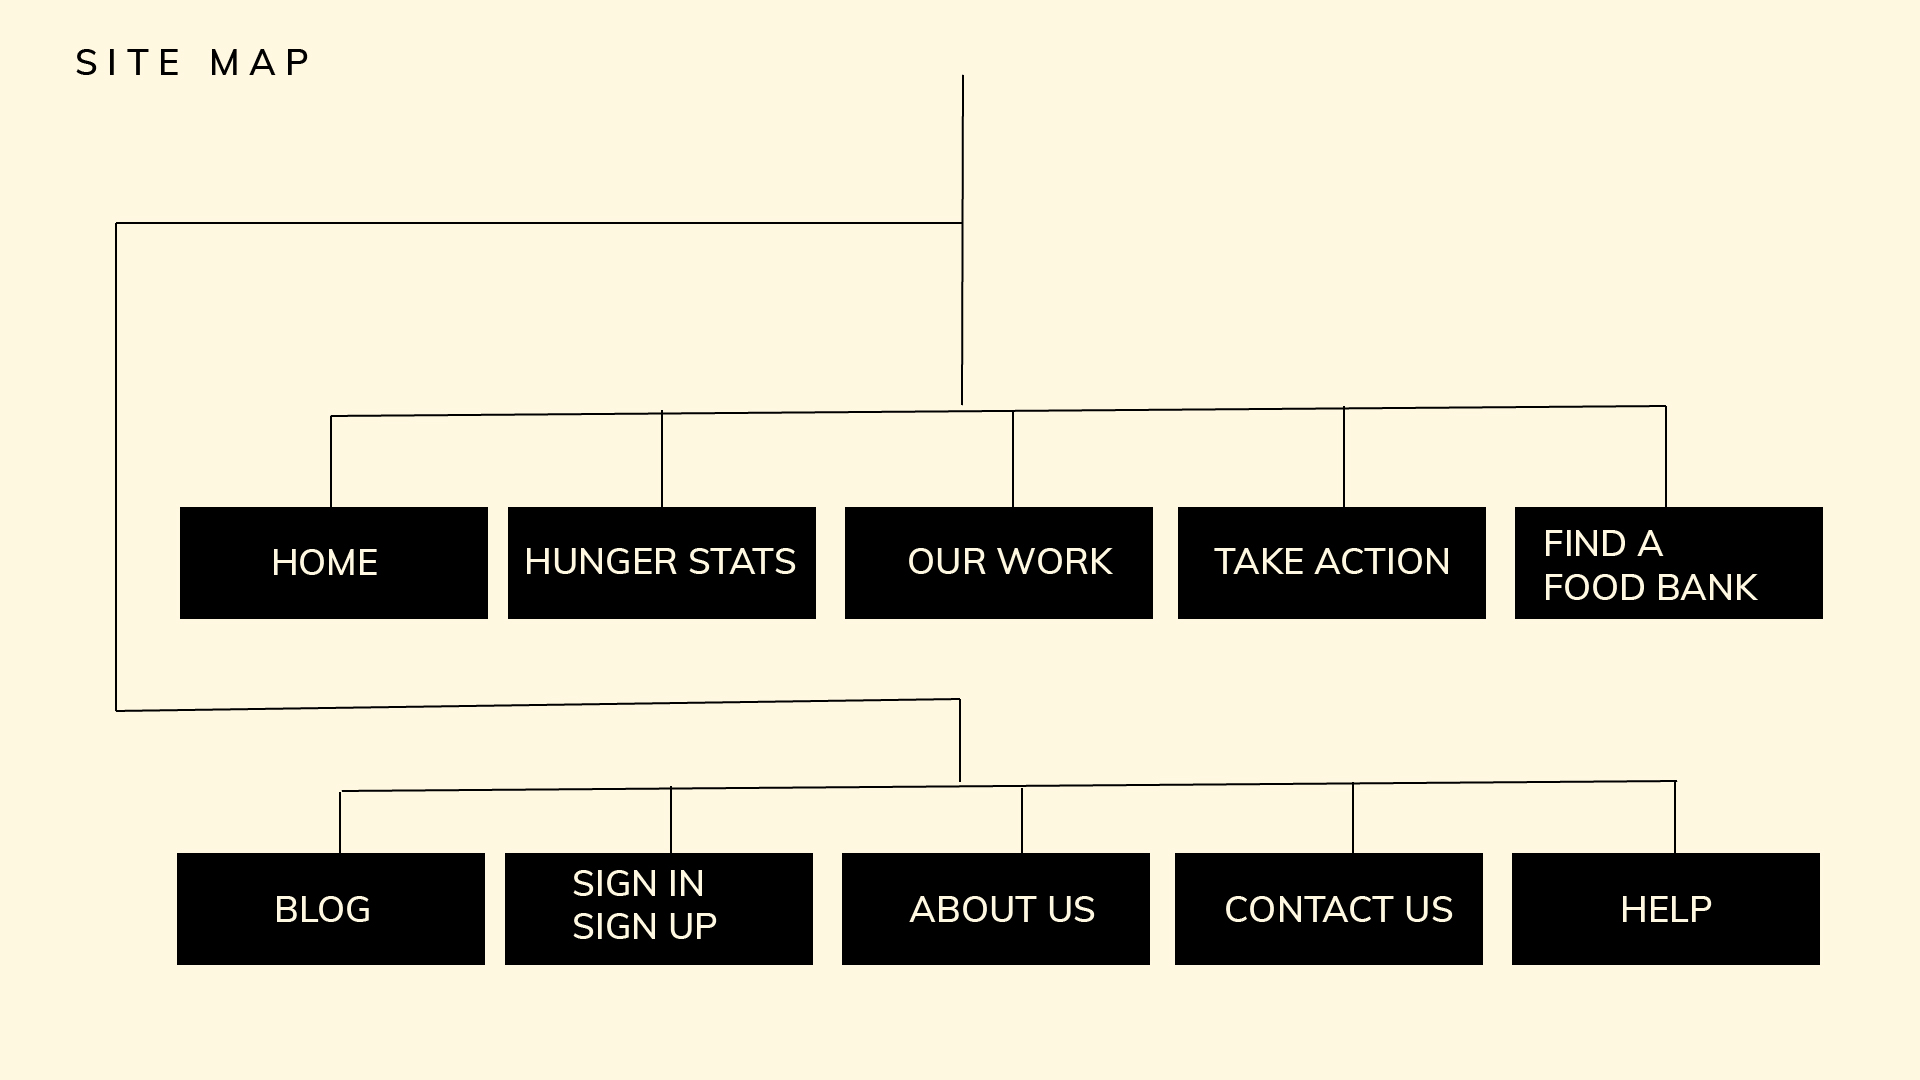 SITE MAP
HOME
HUNGER STATS
OUR WORK
TAKE ACTION
FIND A
FOOD BANK
BLOG
SIGN IN
SIGN UP
ABOUT US
CONTACT US
HELP